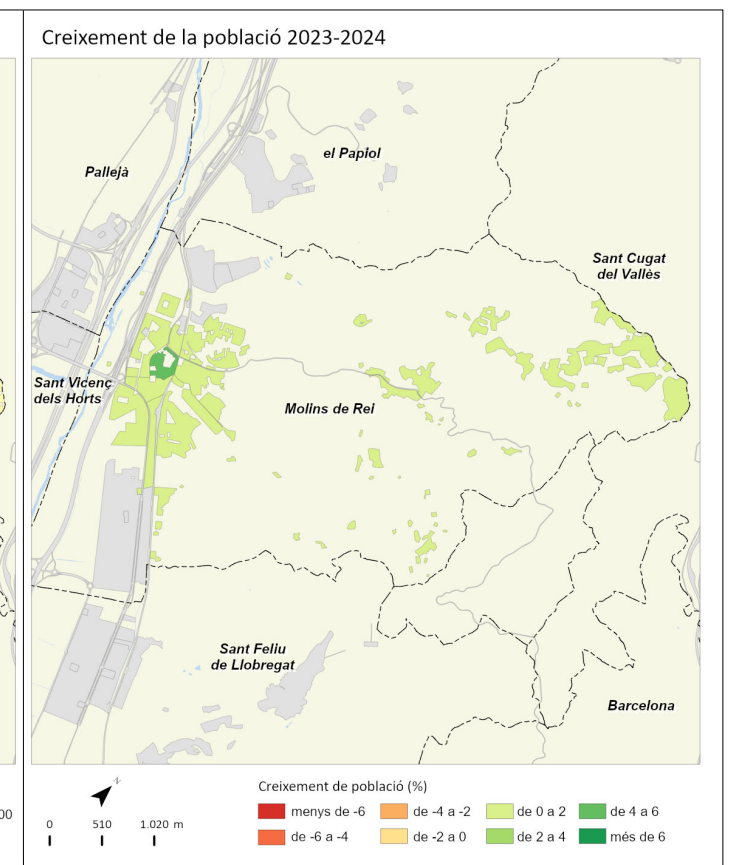 Creixement de la població 2023-2024
el Papiol
Pallejà
Sant Cugat
del Vallès
Sant Vicenç
dels Horts
Molins de Rei
Sant Feliu
de Llobregat
Barcelona
N
Creixement de població (%)
menys de -6
de -4 a -2
de 0 a 2
de 4 a 6
de -6 a -4
de -2 a 0
de 2 a 4
més de 6
00
0 510 1.020 m